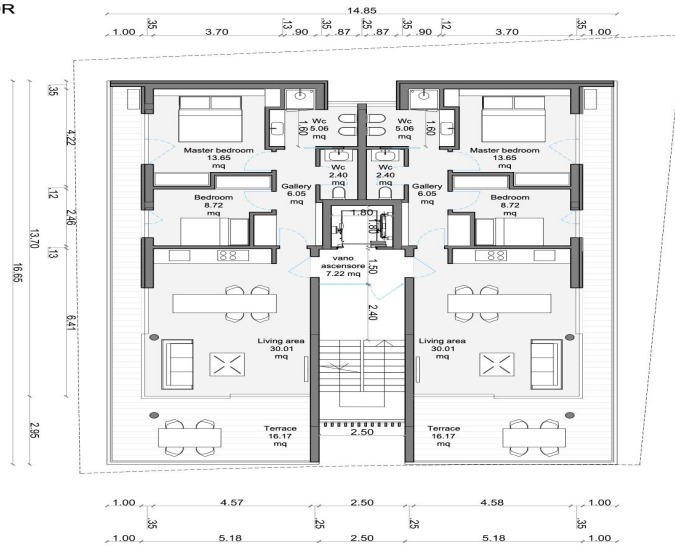 OR
14.85
.35 .13 .35 .25 .35 .12 .35
1.00 3.70 .90 .87 .87 .90 3.70 1.00
.35
4.22
.12
2.46
.13
6.41
13.70
2.95
16.65
Wc
5.06
mq
1.60
Wc
5.06
mq
1.60
Master bedroom
13.65
mq
Master bedroom
13.65
mq
Wc
2.40
mq
Wc
2.40
mq
Gallery
6.05
mq
Gallery
6.05
mq
Bedroom
8.72
mq
Bedroom
8.72
mq
1.80
1.80
vano
ascensore
7.22 mq
1.50
2.40
Living area
30.01
mq
Living area
30.01
mq
Terrace
16.17
mq
Terrace
16.17
mq
2.50
1.00 4.57 2.50 4.58 1.00
.35 .25 .25 .35
1.00 5.18 2.50 5.18 1.00